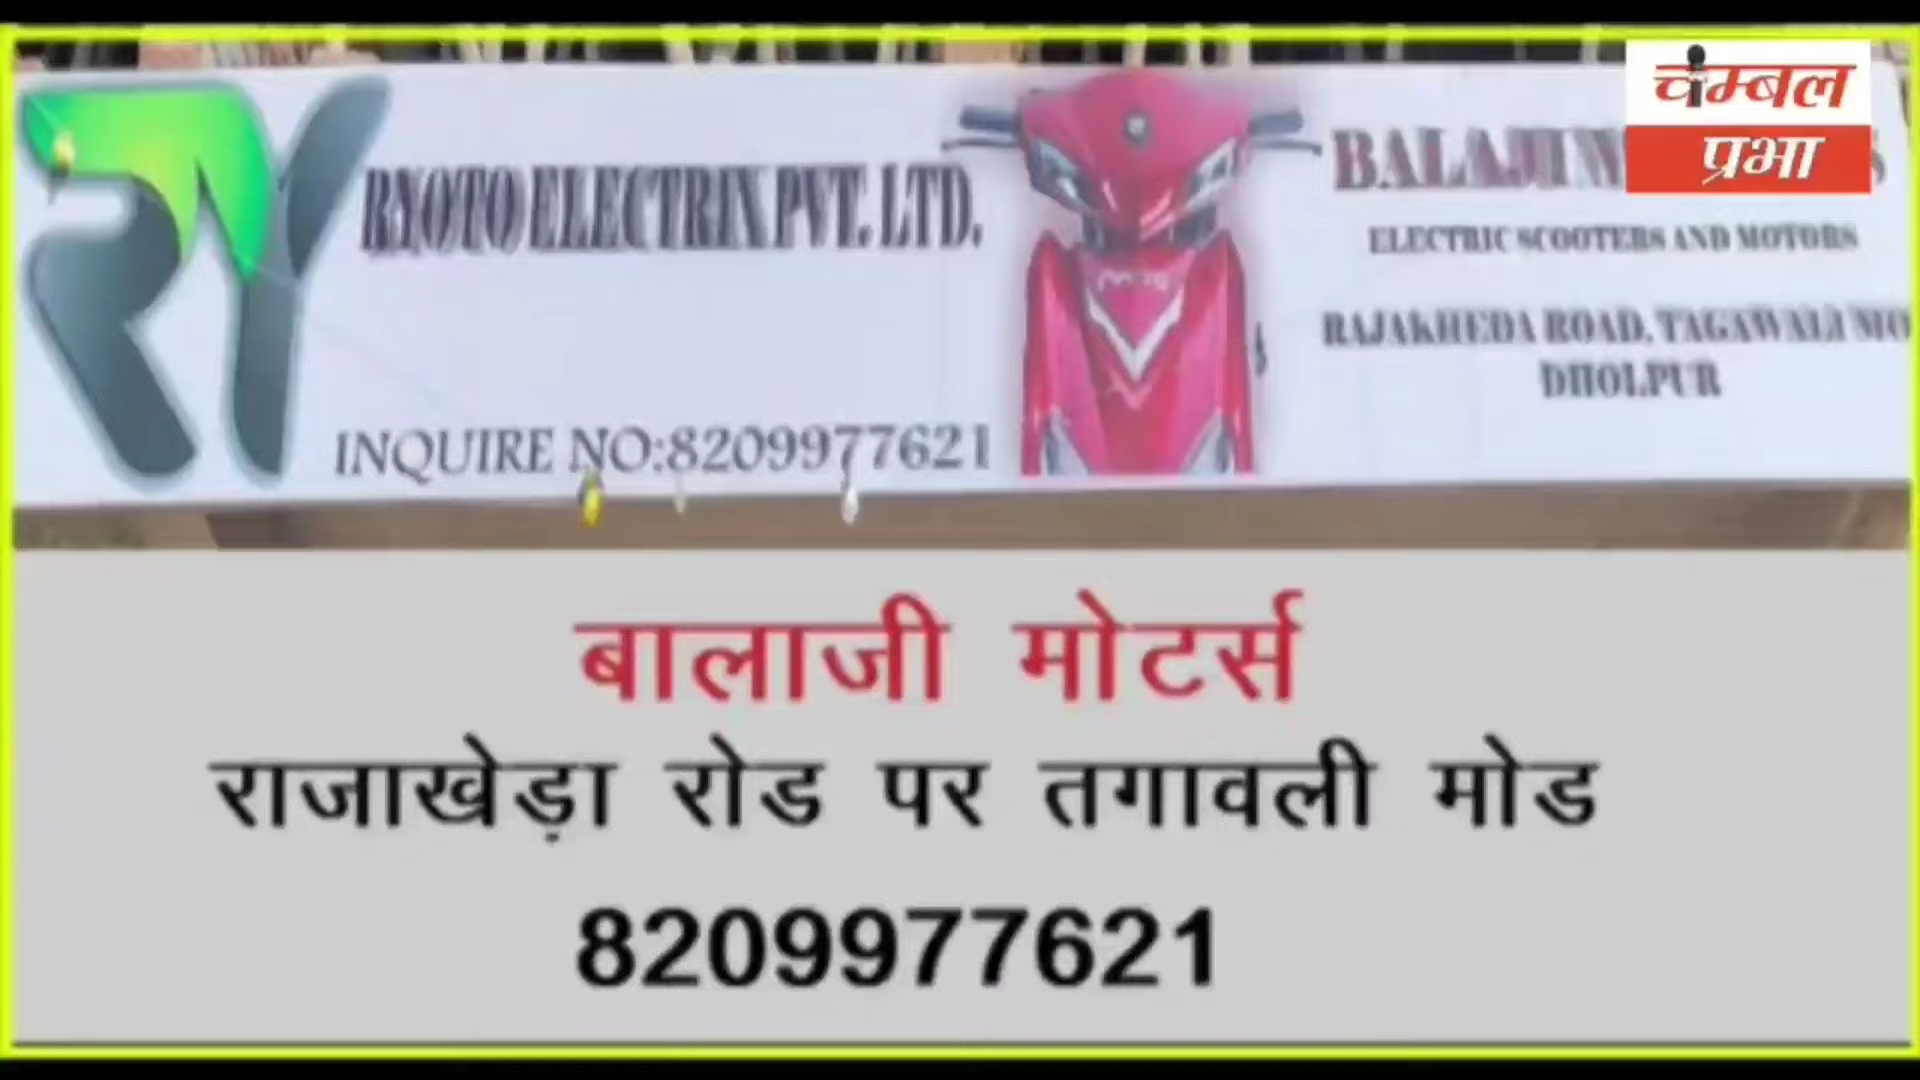 चम्बल
प्रभा
RY
RYOTO ELECTRIX PVT. LTD.
INQUIRE NO:8209977621
BALAJI
ELECTRIC SCOOTERS AND MOTORS
RAJAKHEDA ROAD, TAGAWALI MO
DHOLPUR
बालाजी मोटर्स
राजाखेड़ा रोड पर तगावली मोड
8209977621